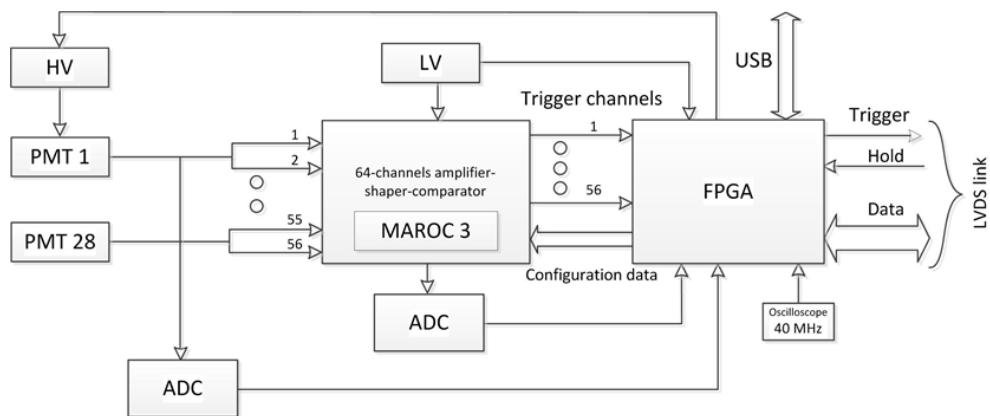 HV
LV
USB
Trigger channels
Trigger
PMT 1
1
2
64-channels amplifier-
shaper-comparator
MAROC 3
1
56
FPGA
Hold
Data
LVDS link
PMT 28
55
56
Configuration data
ADC
Oscilloscope
40 MHz
ADC